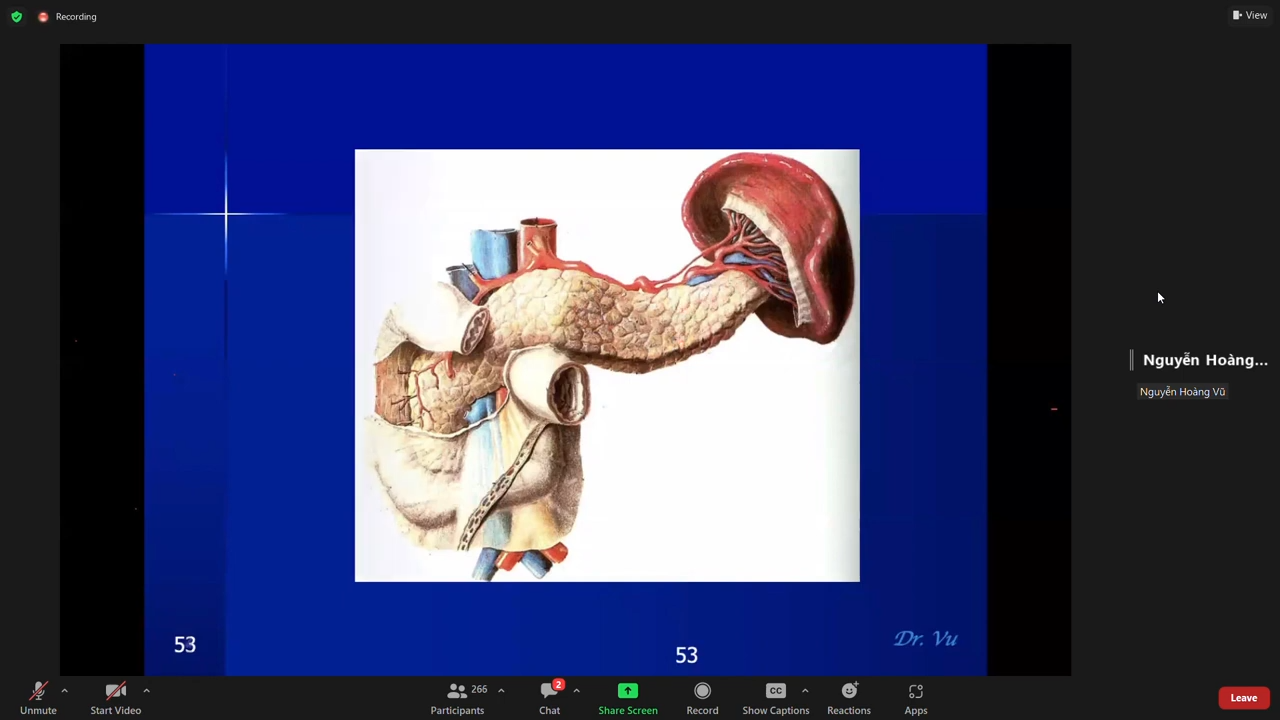 Recording
View
Nguyễn Hoàng...
Nguyễn Hoàng Vũ
53
53
Dr. Vu
Unmute
Start Video
266
Participants
2
Chat
Share Screen
Record
CC
Show Captions
Reactions
Apps
Leave